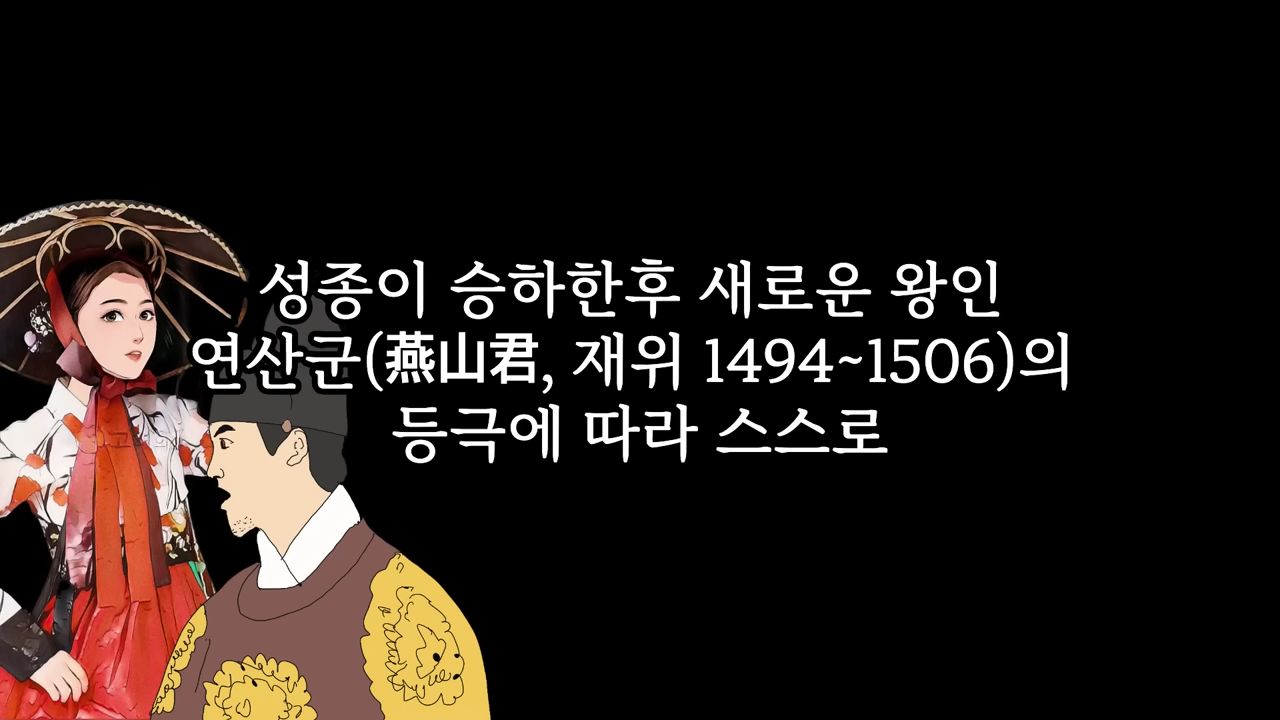 성종이 승하한후 새로운 왕인
연산군(燕山君, 재위 1494~1506)의
등극에 따라 스스로